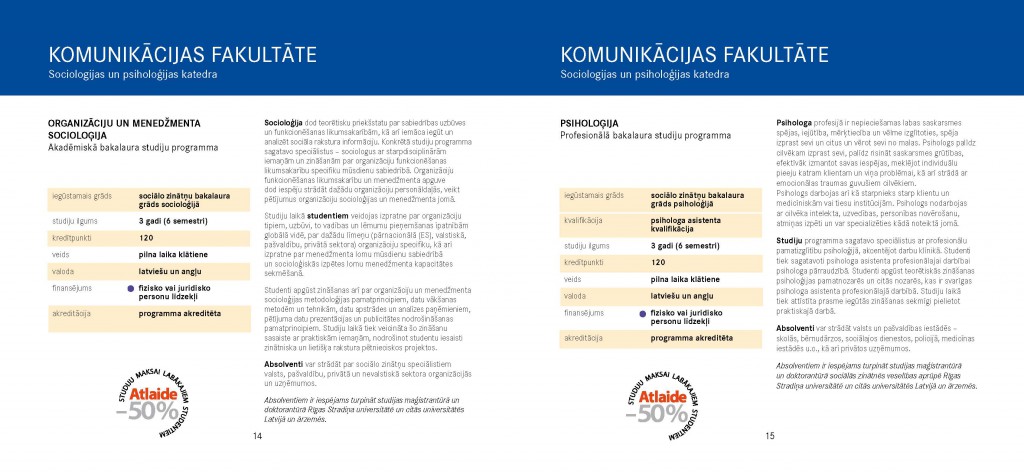 KOMUNIKĀCIJAS FAKULTĀTE
Socioloģijas un psiholoģijas katedra
ORGANIZĀCIJU UN MENEDŽMENTA
SOCIOLOĢIJA
Akadēmiskā bakalaura studiju programma
iegūstamais grāds sociālo zinātņu bakalaura
grāds socioloģijā
studiju ilgums 3 gadi (6 semestri)
kredītpunkti 120
veids pilna laika klātiene
valoda latviešu un angļu
finansējums fizisko vai juridisko
personu līdzekļi
akreditācija programma akreditēta
STUDIJU MAKSAI LABĀKAJIEM STUDENTIEM
Atlaide
–50%
Socioloģija dod teorētisku priekšstatu par sabiedrības uzbūves
un funkcionēšanas likumsakarībām, kā arī iemāca iegūt un
analizēt sociāla rakstura informāciju. Konkrētā studiju programma
sagatavo speciālistus – sociologus ar starpdisciplinārām
iemaņām un zināšanām par organizāciju funkcionēšanas
likumsakarību specifiku mūsdienu sabiedrībā. Organizāciju
funkcionēšanas likumsakarību un menedžmenta apguve
dod iespēju strādāt dažādu organizāciju personāldaļās, veikt
pētījumus organizāciju socioloģijas un menedžmenta jomā.
Studiju laikā studentiem veidojas izpratne par organizāciju
tipiem, uzbūvi, to vadības un lēmumu pieņemšanas īpatnībām
globālā vidē, par dažādu līmeņu (pārnacionālā (ES), valstiskā,
pašvaldību, privātā sektora) organizāciju specifiku, kā arī
izpratne par menedžmenta lomu mūsdienu sabiedrībā
un socioloģiskās izpētes lomu menedžmenta kapacitātes
sekmēšanā.
Studenti apgūst zināšanas arī par organizāciju un menedžmenta
socioloģijas metodoloģijas pamatprincipiem, datu vākšanas
metodēm un tehnikām, datu apstrādes un analīzes paņēmieniem,
pētījuma datu prezentācijas un publicitātes nodrošināšanas
pamatprincipiem. Studiju laikā tiek veicināta šo zināšanu
sasaiste ar praktiskām iemaņām, nodrošinot studentu iesaisti
zinātniska un lietišķa rakstura pētniecīskos projektos.
Absolventi var strādāt par sociālo zinātņu speciālistiem
valsts, pašvaldību, privātā un nevalstiskā sektora organizācijās
un uzņēmumos.
Absolventiem ir iespējams turpināt studijas maģistrantūrā un
doktorantūrā Rīgas Stradiņa universitātē un citās universitātēs
Latvijā un ārzemēs.
14
KOMUNIKĀCIJAS FAKULTĀTE
Socioloģijas un psiholoģijas katedra
PSIHOLOĢIJA
Profesionālā bakalaura studiju programma
iegūstamais grāds sociālo zinātņu bakalaura
grāds psiholoģijā
kvalifikācija psihologa asistenta
kvalifikācija
studiju ilgums 3 gadi (6 semestri)
kredītpunkti 120
veids pilna laika klātiene
valoda latviešu un angļu
finansējums fizisko vai juridisko
personu līdzekļi
akreditācija programma akreditēta
STUDIJU MAKSAI LABĀKAJIEM STUDENTIEM
Atlaide
–50%
Psihologa profesijā ir nepieciešamas labas saskarsmes
spējas, iejūtība, mērķtiecība un vēlme izglītoties, spēja
izprast sevi un citus un vērot sevi no malas. Psihologs palīdz
cilvēkam izprast sevi, palīdz risināt saskarsmes grūtības,
efektīvāk izmantot savas iespējas, meklējot individuālu
pieeju katram klientam un viņa problēmai, kā arī strādā ar
emocionālas traumas guvušiem cilvēkiem.
Psihologs darbojas arī kā starpnieks starp klientu un
medicīniskām vai tiesu institūcijām. Psihologs nodarbojas
ar cilvēka intelekta, uzvedības, personības novērošanu,
atmiņas izpēti un var specializēties kādā noteiktā jomā.
Studiju programma sagatavo speciālistus ar profesionālu
pamatizglītību psiholoģijā, akcentējot darbu klīnikā. Studenti
tiek sagatavoti psihologa asistenta profesionālajai darbībai
psihologa pārraudzībā. Studenti apgūst teorētiskās zināšanas
psiholoģijas pamatnozarēs un citās nozarēs, kas ir svarīgas
psihologa asistenta profesionālajā darbībā. Studiju laikā
tiek attīstīta prasme iegūtās zināšanas sekmīgi pielietot
praktiskajā darbā.
Absolventi var strādāt valsts un pašvaldības iestādēs –
skolās, bērnudārzos, sociālajos dienestos, policijā, medicīnas
iestādēs u.c., kā arī privātos uzņēmumos.
Absolventiem ir iespējams turpināt studijas maģistrantūrā
un doktorantūrā sociālās zinātnēs veselības aprūpē Rīgas
Stradiņa universitātē un citās universitātēs Latvijā un ārzemēs.
15